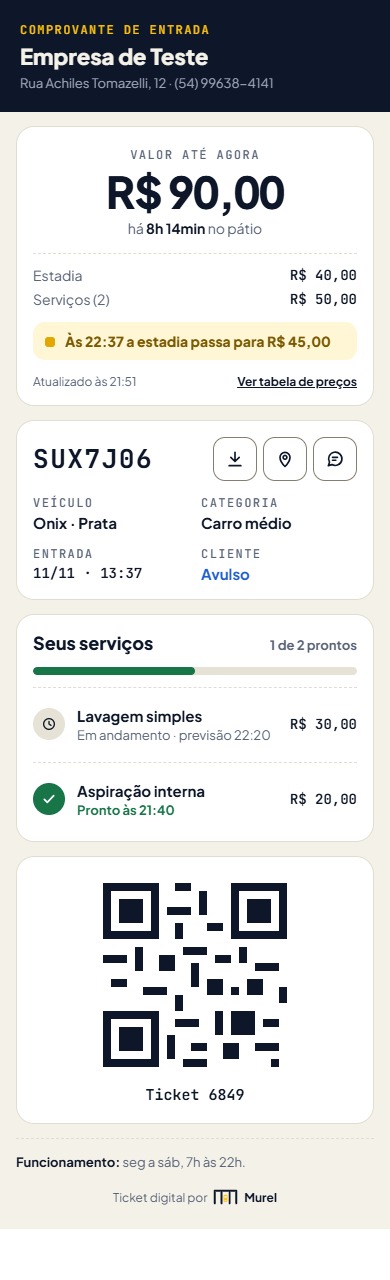 COMPROVANTE DE ENTRADA
Empresa de Teste
Rua Achiles Tomazelli, 12 · (54) 99638-4141
VALOR ATÉ AGORA
R$ 90,00
há 8h 14min no pátio
Estadia R$ 40,00
Serviços (2) R$ 50,00
Às 22:37 a estadia passa para R$ 45,00
Atualizado às 21:51 Ver tabela de preços
SUX7J06
VEÍCULO CATEGORIA
Onix · Prata Carro médio
ENTRADA CLIENTE
11/11 · 13:37 Avulso
Seus serviços 1 de 2 prontos
Lavagem simples R$ 30,00
Em andamento · previsão 22:20
Aspiração interna R$ 20,00
Pronto às 21:40
Ticket 6849
Funcionamento: seg a sáb, 7h às 22h.
Ticket digital por Murel